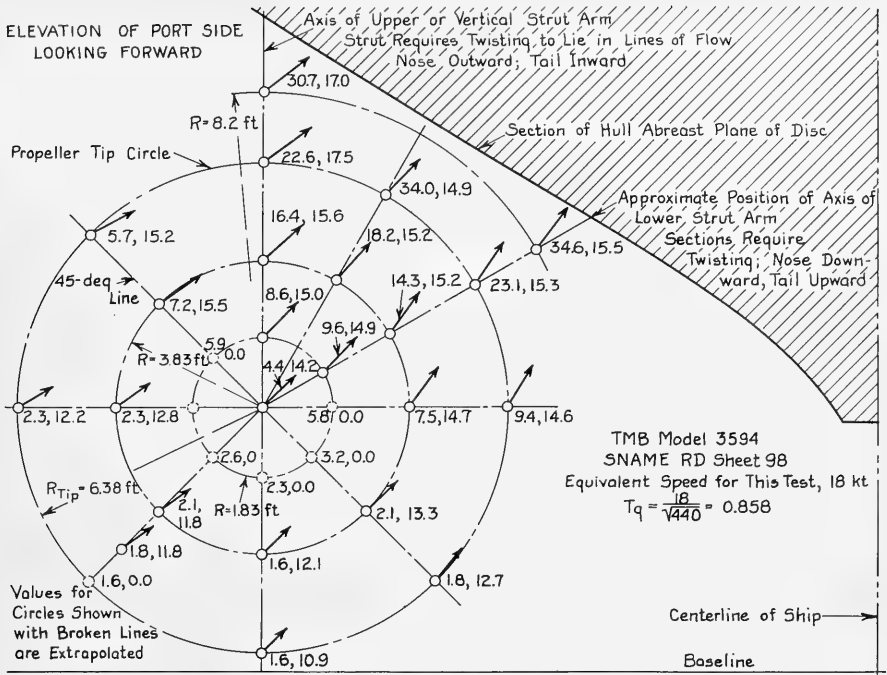 ELEVATION OF PORT SIDE
LOOKING FORWARD
Axis of Upper or Vertical Strut Arm
Strut Requires Twisting to Lie in Lines of Flow
Nose Outward; Tail Inward
30.7, 17.0
R=8.2 ft
Section of Hull Abreast Plane of Disc
Propeller Tip Circle
22.6, 17.5
34.0, 14.9
Approximate Position of Axis of
Lower Strut Arm
Sections Require
Twisting; Nose Down-
ward, Tail Upward
16.4, 15.6
18.2, 15.2
34.6, 15.5
5.7, 15.2
45-deg
Line
7.2, 15.5
8.6, 15.0
14.3, 15.2
23.1, 15.3
5.9
0.0
R=3.83 ft
9.6, 14.9
4.4, 14.2
2.3, 12.2
2.3, 12.8
5.8, 0.0
7.5, 14.7
9.4, 14.6
TMB Model 3594
SNAME RD Sheet 98
Equivalent Speed for This Test, 18 kt
Tq = 18/√440 = 0.858
2.6, 0
3.2, 0.0
2.3, 0.0
RTip=6.38 ft
R=1.83 ft
2.1,
11.8
2.1, 13.3
1.8, 11.8
1.6, 12.1
1.6, 0.0
1.8, 12.7
Values for
Circles Shown
with Broken Lines
are Extrapolated
1.6, 10.9
Centerline of Ship
Baseline